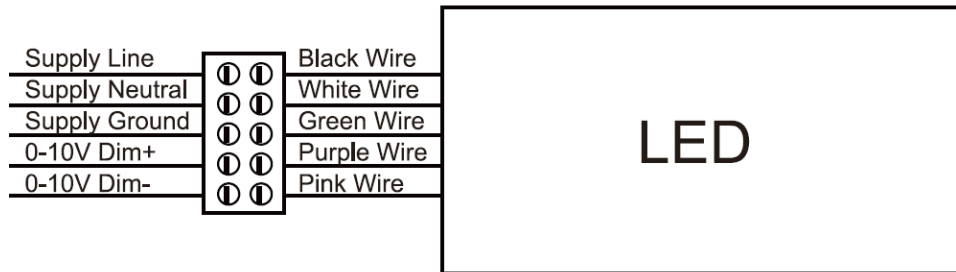 Supply Line
Black Wire
Supply Neutral
White Wire
Supply Ground
Green Wire
0-10V Dim+
Purple Wire
0-10V Dim-
Pink Wire
LED